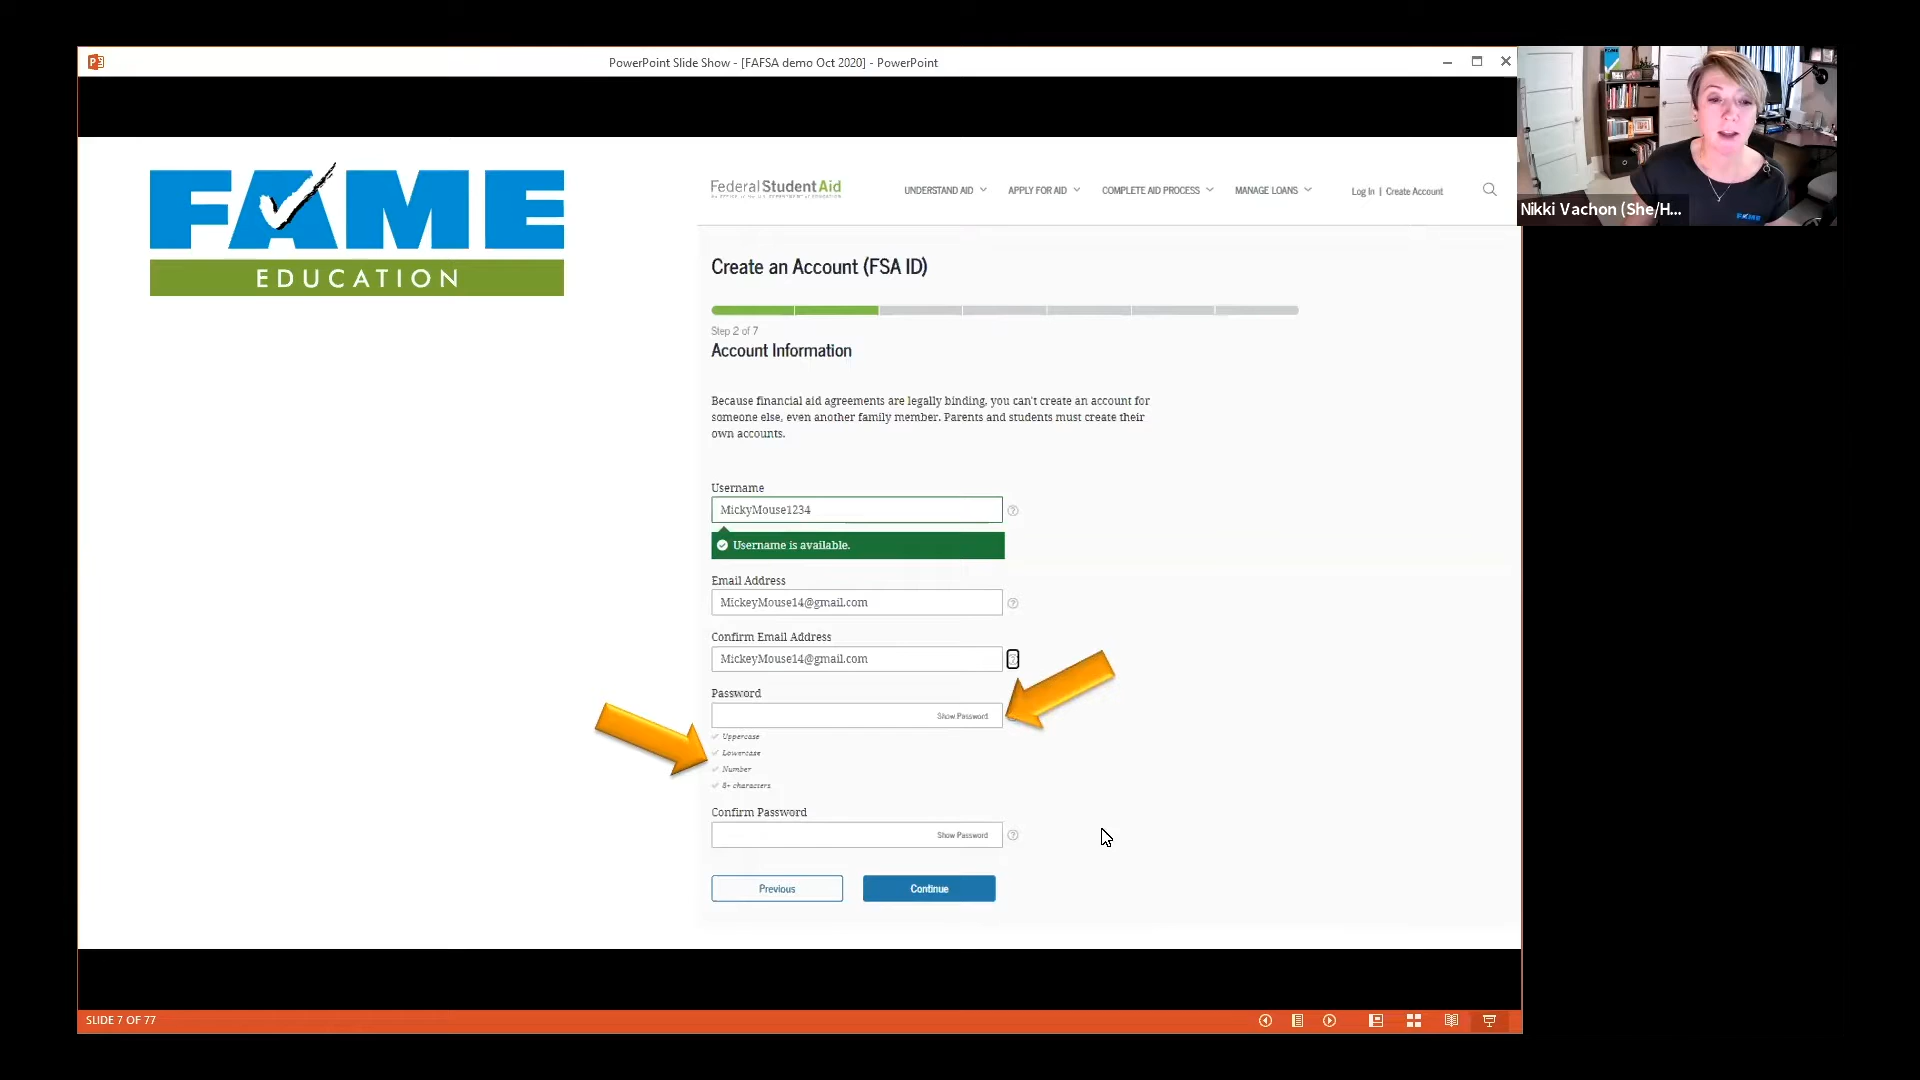 PowerPoint Slide Show - [FAFSA demo Oct 2020] - PowerPoint
FAME
EDUCATION
Federal Student Aid
UNDERSTAND AID
APPLY FOR AID
COMPLETE AID PROCESS
MANAGE LOANS
Log In | Create Account
Nikki Vachon (She/H...
Create an Account (FSA ID)
Step 2 of 7
Account Information
Because financial aid agreements are legally binding, you can't create an account for
someone else, even another family member. Parents and students must create their
own accounts.
Username
MickyMouse1234
Username is available.
Email Address
MickeyMouse14@gmail.com
Confirm Email Address
MickeyMouse14@gmail.com
Password
Show Password
Uppercase
Lowercase
Number
8+ characters
Confirm Password
Show Password
Previous
Continue
SLIDE 7 OF 77